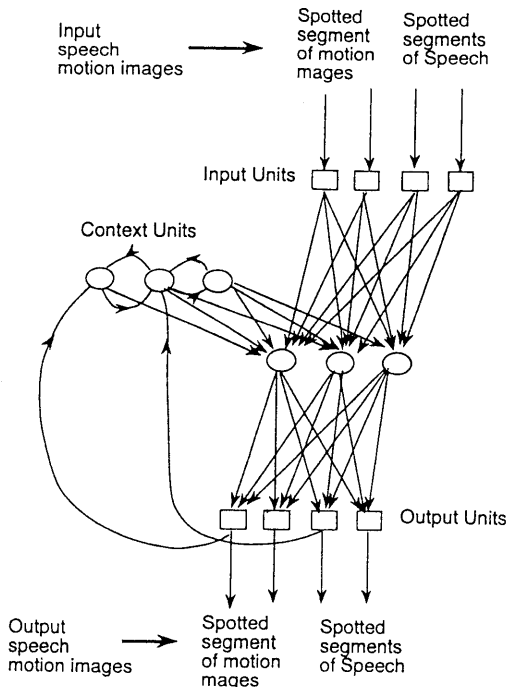 Input
speech
motion images
Spotted
segment
of motion
mages
Spotted
segments
of Speech
Input Units
Context Units
Output Units
Output
speech
motion images
Spotted
segment
of motion
mages
Spotted
segments
of Speech